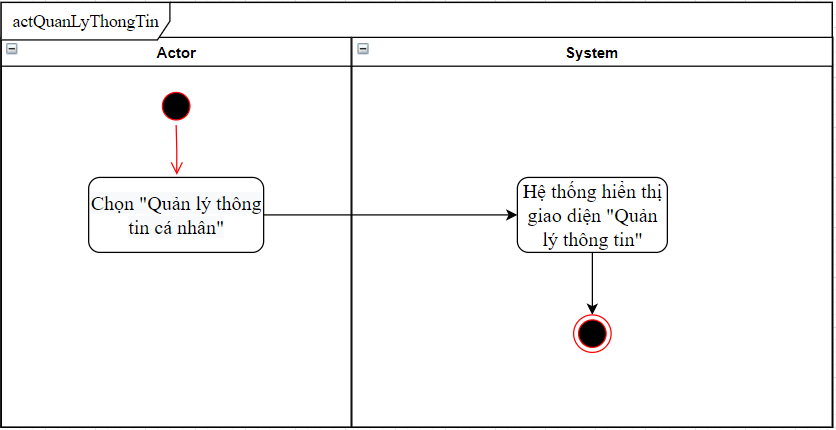 actQuanLyThongTin
Actor
System
Chọn "Quản lý thông
tin cá nhân"
Hệ thống hiển thị
giao diện "Quản
lý thông tin"